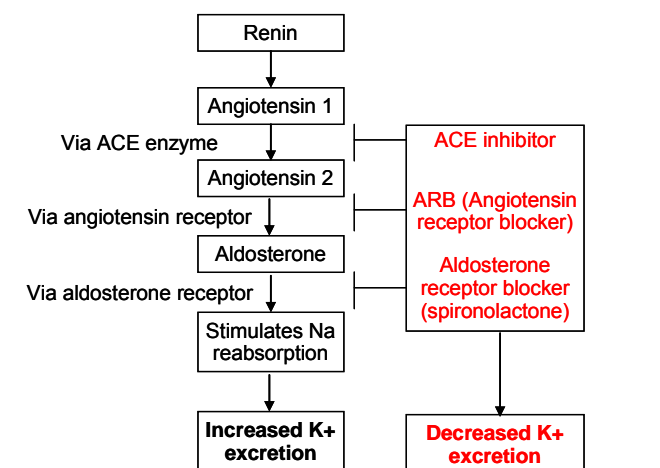 Renin
Angiotensin 1
Via ACE enzyme
ACE inhibitor
Angiotensin 2
ARB (Angiotensin
receptor blocker)
Via angiotensin receptor
Aldosterone
Aldosterone
receptor blocker
(spironolactone)
Via aldosterone receptor
Stimulates Na
reabsorption
Increased K+
excretion
Decreased K+
excretion